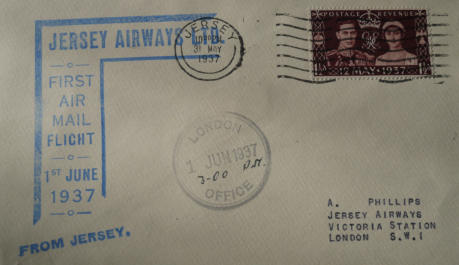 JERSEY AIRWAYS LTD.
FIRST
AIR
MAIL
FLIGHT
1ST JUNE
1937
FROM JERSEY.
JERSEY
31 MAY
1937
POSTAGE REVENUE
12 MAY 1937
LONDON
1 JUN 1937
3-00 P.M.
OFFICE
A. PHILLIPS
JERSEY AIRWAYS
VICTORIA STATION
LONDON S.W.1